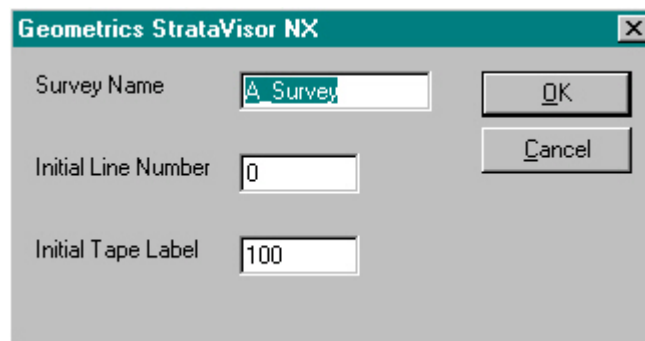 Geometrics StrataVisor NX
Survey Name A_Survey OK
Cancel
Initial Line Number 0
Initial Tape Label 100